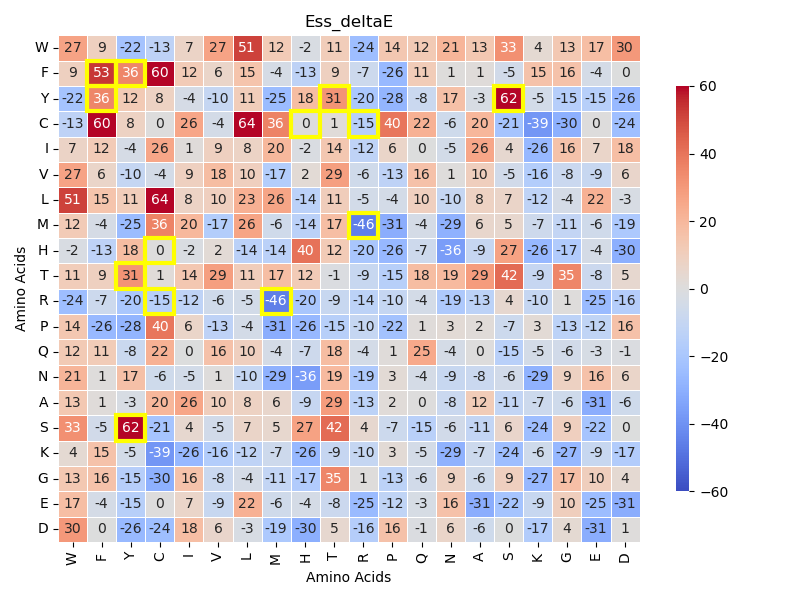 Ess_deltaE
W 27 9 -22 -13 7 27 51 12 -2 11 -24 14 12 21 13 33 4 13 17 30
F 9 53 36 60 12 6 15 -4 -13 9 -7 -26 11 1 1 -5 15 16 -4 0
Y -22 36 12 8 -4 -10 11 -25 18 31 -20 -28 -8 17 -3 62 -5 -15 -15 -26
C -13 60 8 0 26 -4 64 36 0 1 -15 40 22 -6 20 -21 -39 -30 0 -24
I 7 12 -4 26 1 9 8 20 -2 14 -12 6 0 -5 26 4 -26 16 7 18
V 27 6 -10 -4 9 18 10 -17 2 29 -6 -13 16 1 10 -5 -16 -8 -9 6
L 51 15 11 64 8 10 23 26 -14 11 -5 -4 10 -10 8 7 -12 -4 22 -3
M 12 -4 -25 36 20 -17 26 -6 -14 17 -46 -31 -4 -29 6 5 -7 -11 -6 -19
H -2 -13 18 0 -2 2 -14 -14 40 12 -20 -26 -7 -36 -9 27 -26 -17 -4 -30
T 11 9 31 1 14 29 11 17 12 -1 -9 -15 18 19 29 42 -9 35 -8 5
R -24 -7 -20 -15 -12 -6 -5 -46 -20 -9 -14 -10 -4 -19 -13 4 -10 1 -25 -16
P 14 -26 -28 40 6 -13 -4 -31 -26 -15 -10 -22 1 3 2 -7 3 -13 -12 16
Q 12 11 -8 22 0 16 10 -4 -7 18 -4 1 25 -4 0 -15 -5 -6 -3 -1
N 21 1 17 -6 -5 1 -10 -29 -36 19 -19 3 -4 -9 -8 -6 -29 9 16 6
A 13 1 -3 20 26 10 8 6 -9 29 -13 2 0 -8 12 -11 -7 -6 -31 -6
S 33 -5 62 -21 4 -5 7 5 27 42 4 -7 -15 -6 -11 6 -24 9 -22 0
K 4 15 -5 -39 -26 -16 -12 -7 -26 -9 -10 3 -5 -29 -7 -24 -6 -27 -9 -17
G 13 16 -15 -30 16 -8 -4 -11 -17 35 1 -13 -6 9 -6 9 -27 17 10 4
E 17 -4 -15 0 7 -9 22 -6 -4 -8 -25 -12 -3 16 -31 -22 -9 10 -25 -31
D 30 0 -26 -24 18 6 -3 -19 -30 5 -16 16 -1 6 -6 0 -17 4 -31 1
W F Y C I V L M H T R P Q N A S K G E D
Amino Acids
Amino Acids
60
40
20
0
−20
−40
−60